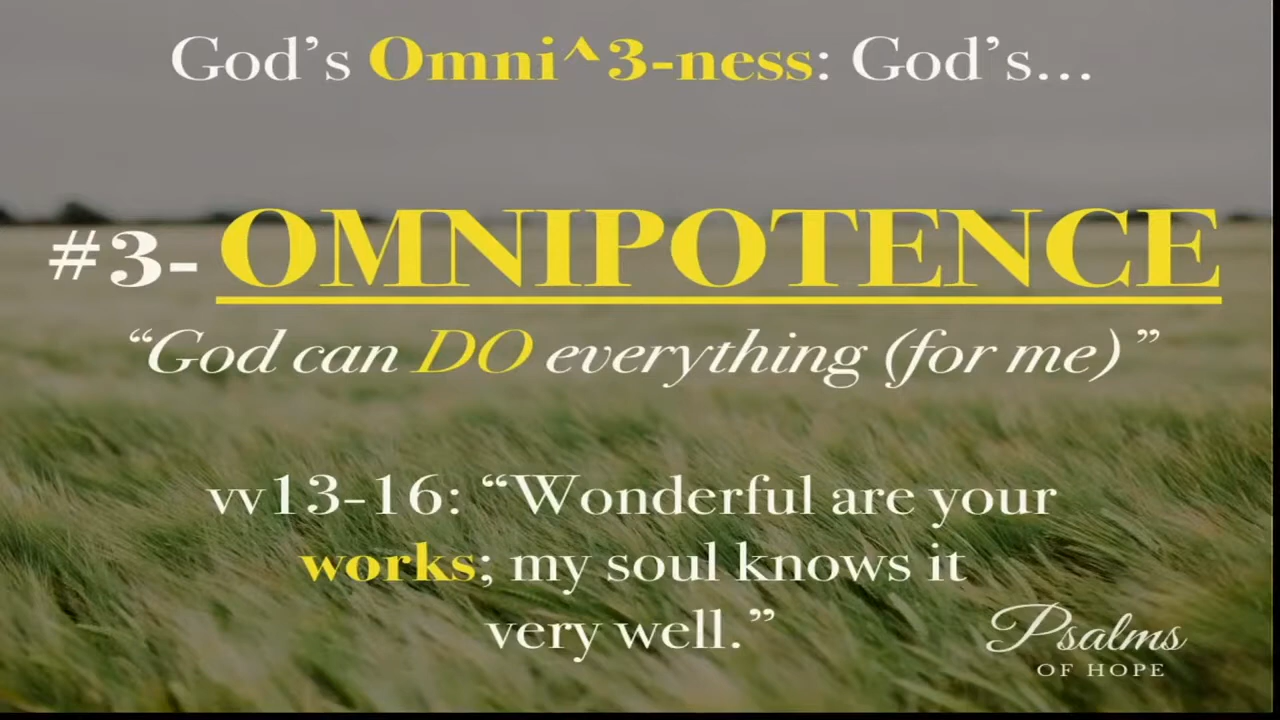 God’s Omni^3-ness: God’s...
#3- OMNIPOTENCE
“God can DO everything (for me)”
vv13-16: “Wonderful are your
works; my soul knows it
very well.”
Psalms
OF HOPE